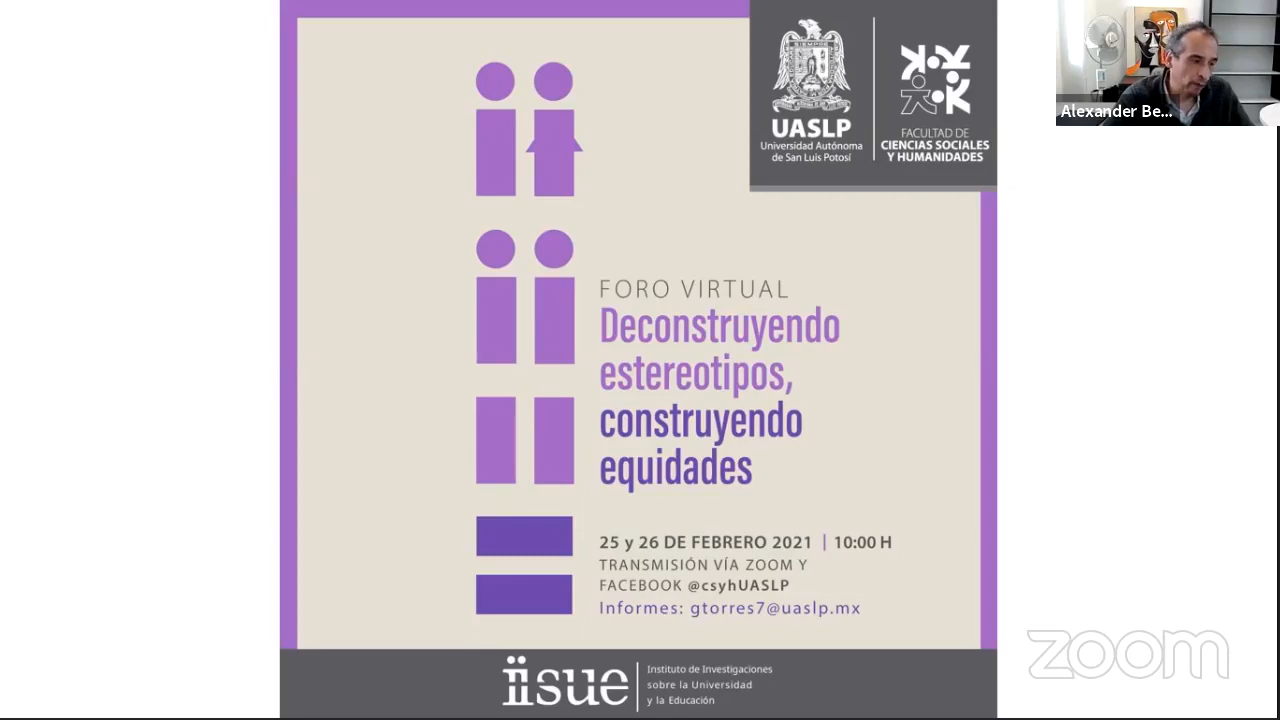 SIEMPRE
UASLP
Universidad Autónoma
de San Luis Potosí
FACULTAD DE
CIENCIAS SOCIALES
Y HUMANIDADES
Alexander Be...
FORO VIRTUAL
Deconstruyendo
estereotipos,
construyendo
equidades
25 y 26 DE FEBRERO 2021 | 10:00 H
TRANSMISIÓN VÍA ZOOM Y
FACEBOOK @csyhUASLP
Informes: gtorres7@uaslp.mx
zoom
iisue
Instituto de Investigaciones
sobre la Universidad
y la Educación